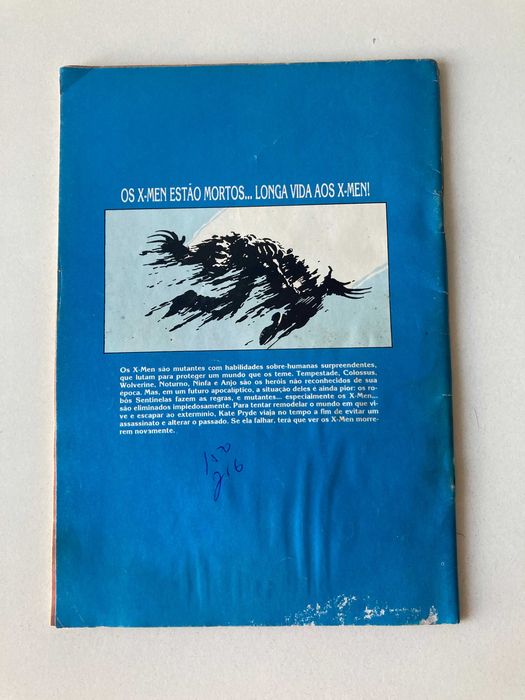 OS X-MEN ESTÃO MORTOS... LONGA VIDA AOS X-MEN!
Os X-Men são mutantes com habilidades sobre-humanas surpreendentes,
que lutam para proteger um mundo que os teme. Tempestade, Colossus,
Wolverine, Noturno, Ninfa e Anjo são os heróis não reconhecidos de sua
época. Mas, em um futuro apocalíptico, a situação deles é ainda pior: os ro-
bôs Sentinelas fazem as regras, e mutantes... especialmente os X-Men...
são eliminados impiedosamente. Para tentar remodelar o mundo em que vi-
ve e escapar ao extermínio, Kate Pryde viaja no tempo a fim de evitar um
assassinato e alterar o passado. Se ela falhar, terá que ver os X-Men morre-
rem novamente.